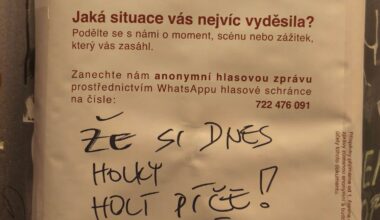 Jaká situace vás nejvíc vyděsila?
Podělte se s námi o moment, scénu nebo zážitek,
který vás zasáhl.
Zanechte nám anonymní hlasovou zprávu
prostřednictvím WhatsAppu hlasové schránce
na čísle: 722 476 091
ŽE SI DNES
HOLKY
HOLÍ PÍČE!